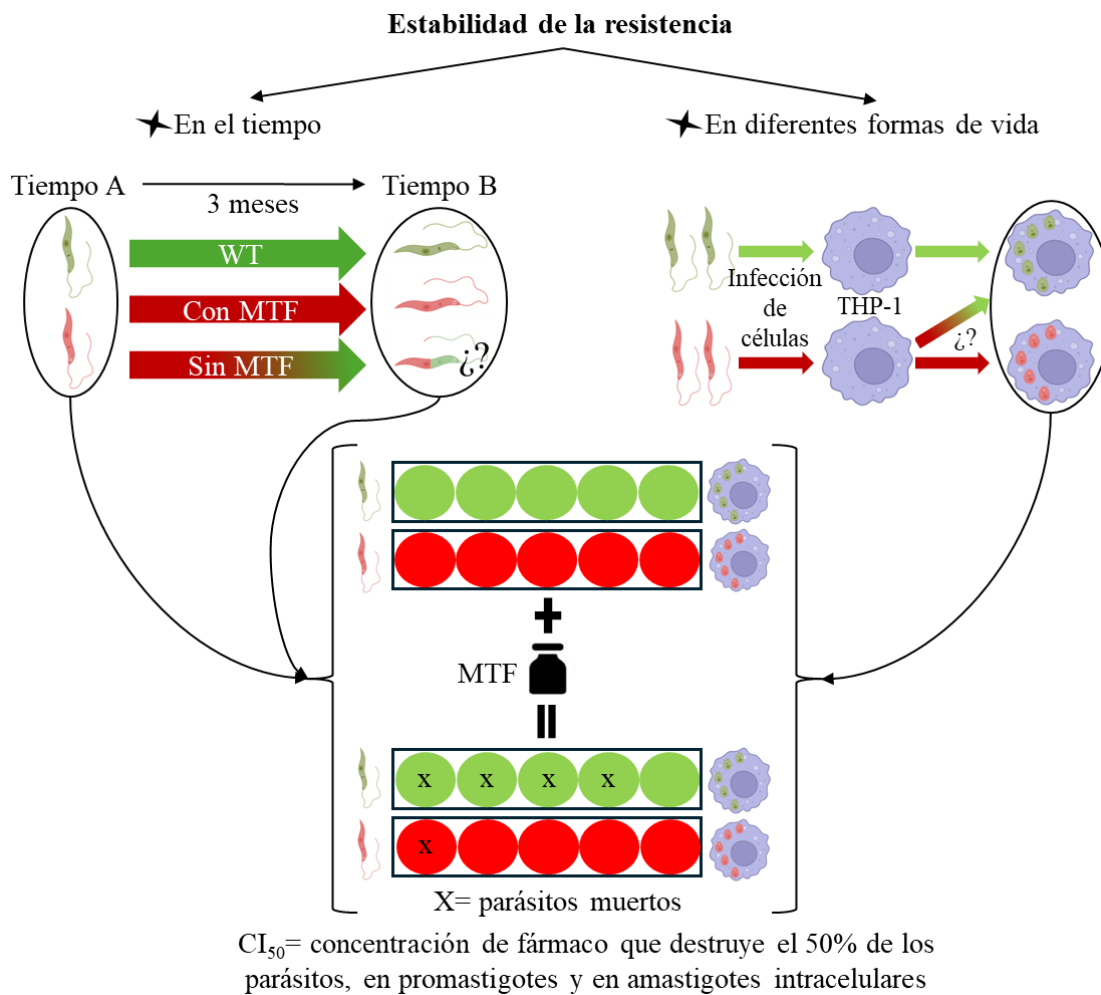 Estabilidad de la resistencia
En el tiempo
En diferentes formas de vida
Tiempo A
3 meses
Tiempo B
WT
Con MTF
Sin MTF
¿?
Infección
de
células
THP-1
¿?
+
MTF
=
x x x x
x
X= parásitos muertos
CI50= concentración de fármaco que destruye el 50% de los
parásitos, en promastigotes y en amastigotes intracelulares